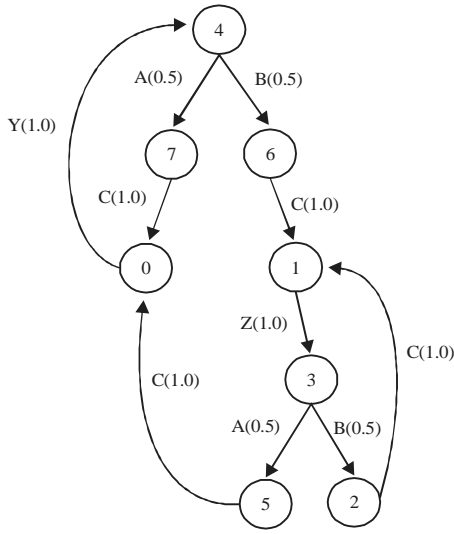 4
A(0.5) B(0.5)
Y(1.0)
7 6
C(1.0) C(1.0)
0 1
Z(1.0)
C(1.0)
3
C(1.0)
A(0.5) B(0.5)
5 2